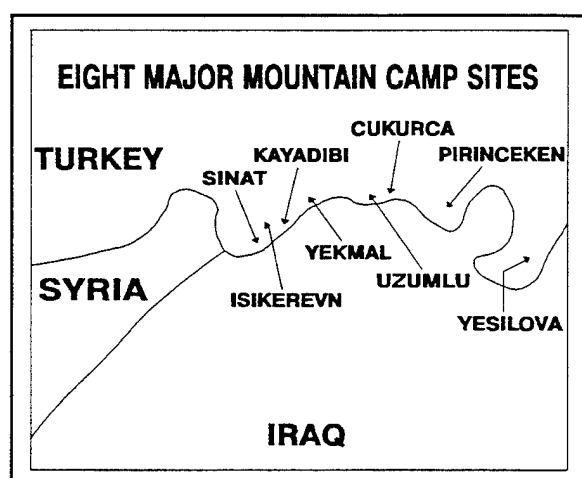 EIGHT MAJOR MOUNTAIN CAMP SITES
CUKURCA
TURKEY
KAYADIBI
PIRINCEKEN
SINAT
YEKMAL
UZUMLU
SYRIA
ISIKEREVN
YESILOVA
IRAQ